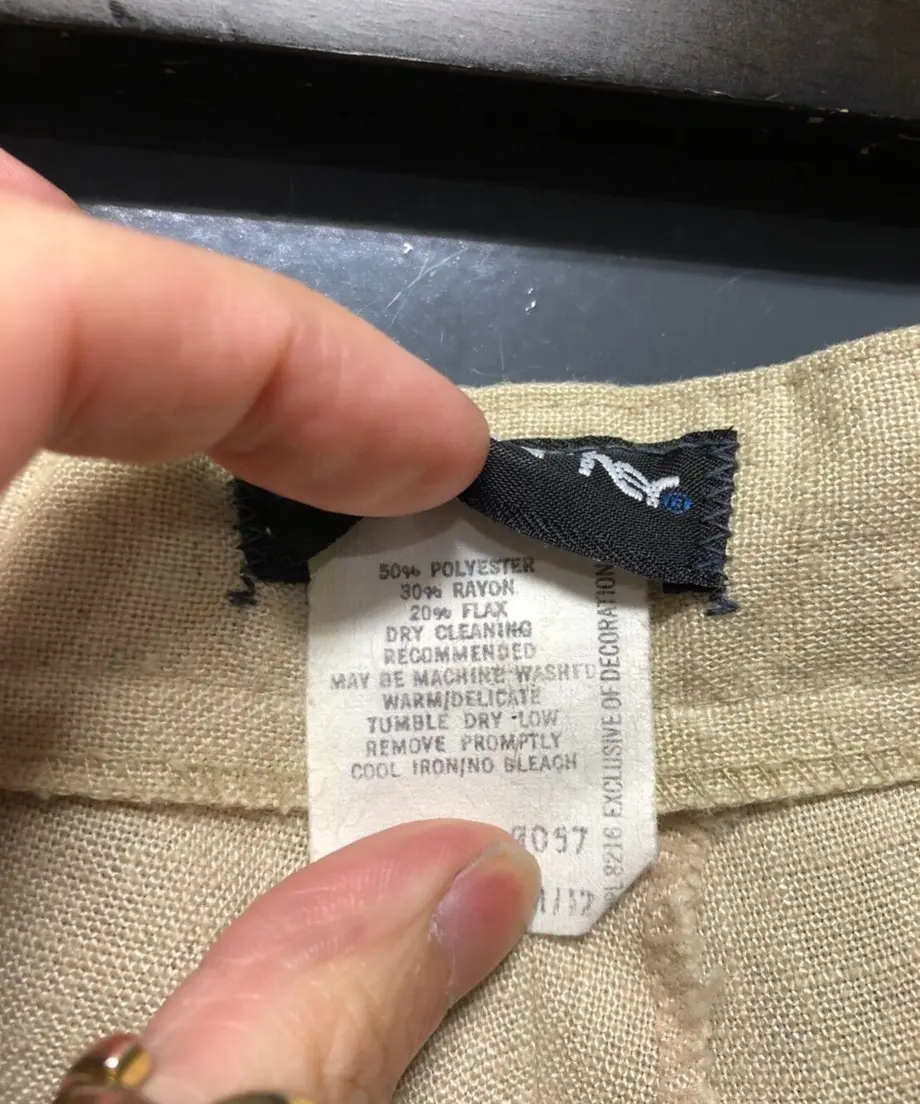 50% POLYESTER
30% RAYON
20% FLAX
DRY CLEANING
RECOMMENDED
MAY BE MACHINE WASHED
WARM/DELICATE
TUMBLE DRY LOW
REMOVE PROMPTLY
COOL IRON/NO BLEACH
8216 EXCLUSIVE OF DECORATION